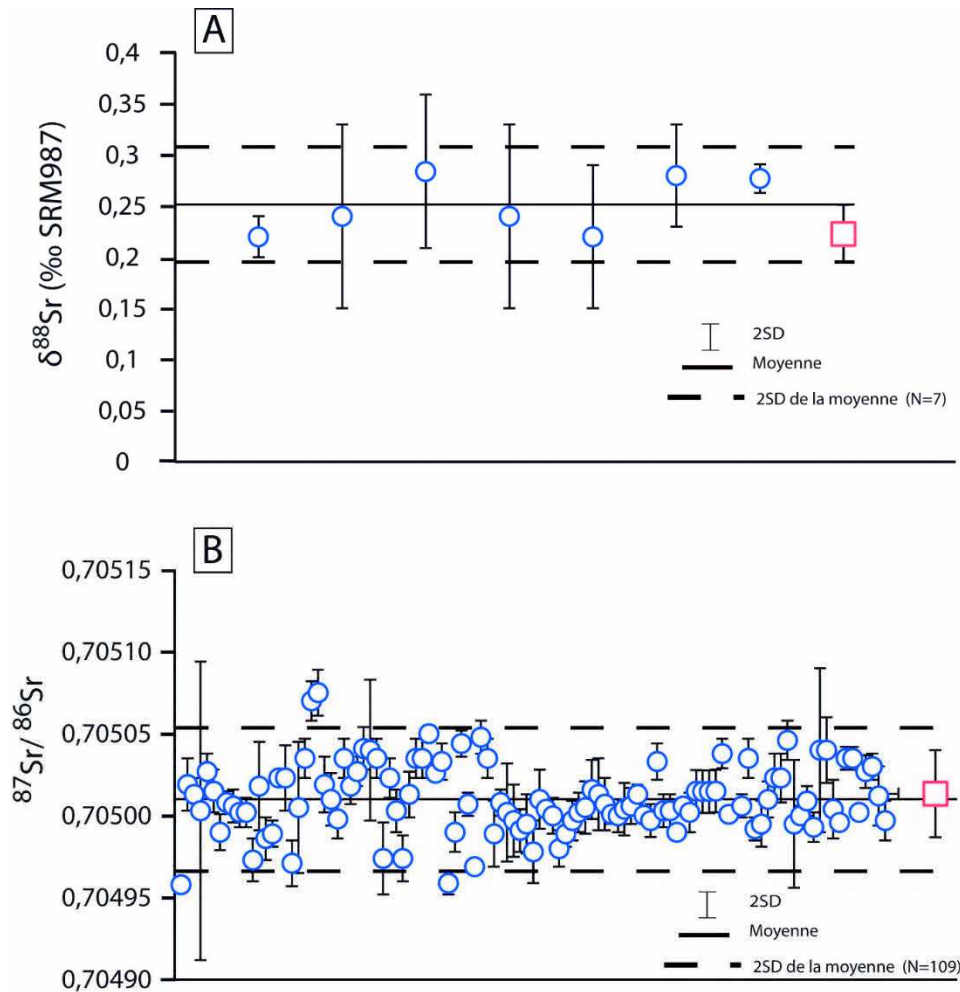 A
0,4
0,35
0,3
0,25
0,2
0,15
0,1
0,05
0
δ⁸⁸Sr (‰ SRM987)
2SD
Moyenne
2SD de la moyenne (N=7)
B
0,70515
0,70510
0,70505
0,70500
0,70495
0,70490
⁸⁷Sr/⁸⁶Sr
2SD
Moyenne
2SD de la moyenne (N=109)